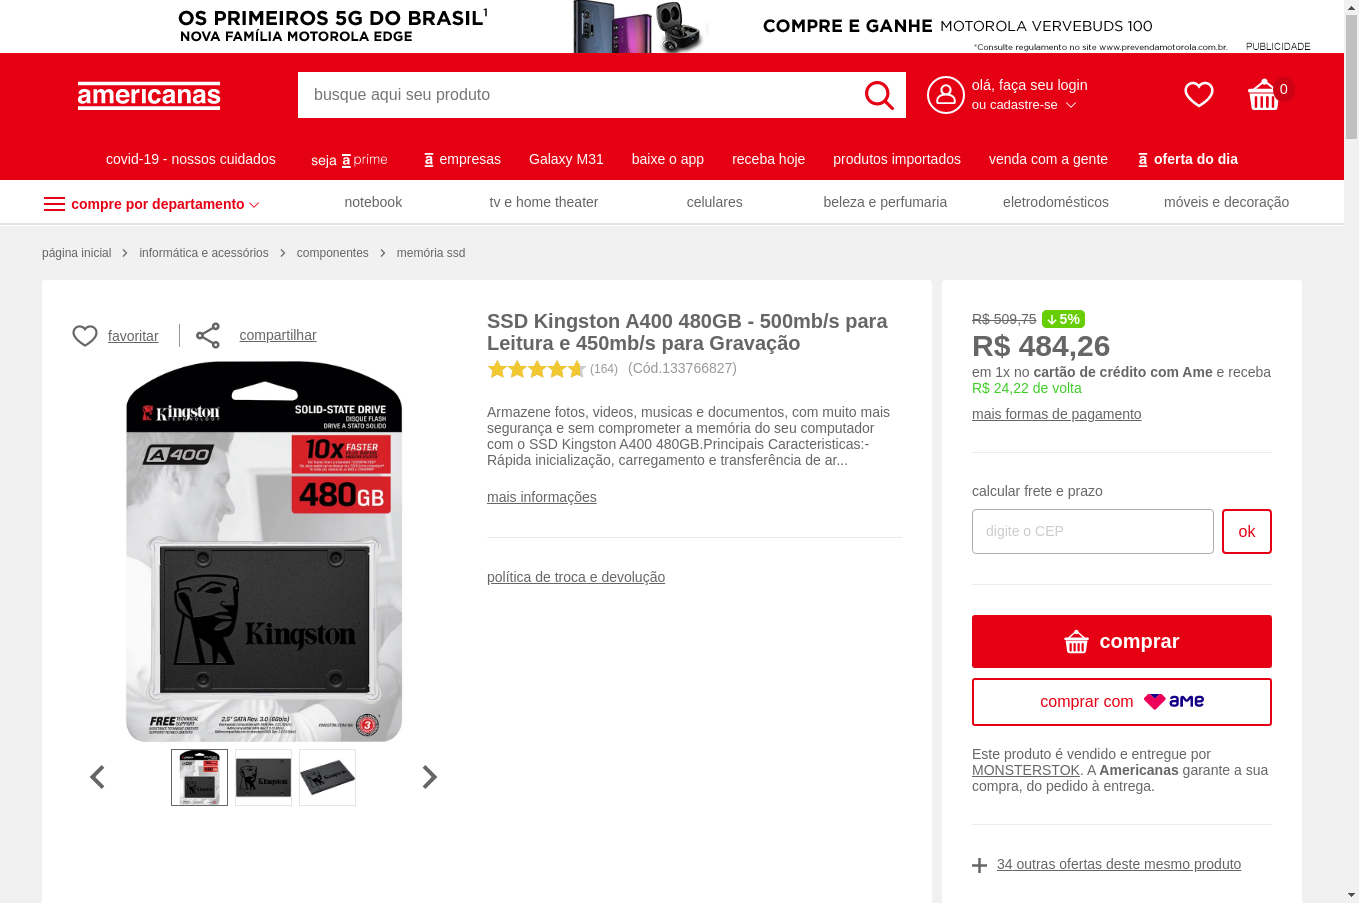 OS PRIMEIROS 5G DO BRASIL¹
NOVA FAMÍLIA MOTOROLA EDGE
COMPRE E GANHE MOTOROLA VERVEBUDS 100
*Consulte regulamento no site www.prevendamotorola.com.br.
PUBLICIDADE
americanas
busque aqui seu produto
olá, faça seu login
ou cadastre-se
0
covid-19 - nossos cuidados
seja a prime
a empresas
Galaxy M31
baixe o app
receba hoje
produtos importados
venda com a gente
a oferta do dia
compre por departamento
notebook
tv e home theater
celulares
beleza e perfumaria
eletrodomésticos
móveis e decoração
página inicial > informática e acessórios > componentes > memória ssd
favoritar
compartilhar
Kingston
TECHNOLOGY
SOLID-STATE DRIVE
DISQUE FLASH
DRIVE A STATO SOLIDO
A400
10x FASTER
480GB
Kingston
FREE TECHNICAL SUPPORT
2.5" SATA Rev. 3.0 (6Gb/s)
3
SSD Kingston A400 480GB - 500mb/s para
Leitura e 450mb/s para Gravação
(164)
(Cód.133766827)
Armazene fotos, videos, musicas e documentos, com muito mais
segurança e sem comprometer a memória do seu computador
com o SSD Kingston A400 480GB.Principais Caracteristicas:-
Rápida inicialização, carregamento e transferência de ar...
mais informações
política de troca e devolução
R$ 509,75
5%
R$ 484,26
em 1x no cartão de crédito com Ame e receba
R$ 24,22 de volta
mais formas de pagamento
calcular frete e prazo
digite o CEP
ok
comprar
comprar com ame
Este produto é vendido e entregue por
MONSTERSTOK. A Americanas garante a sua
compra, do pedido à entrega.
34 outras ofertas deste mesmo produto